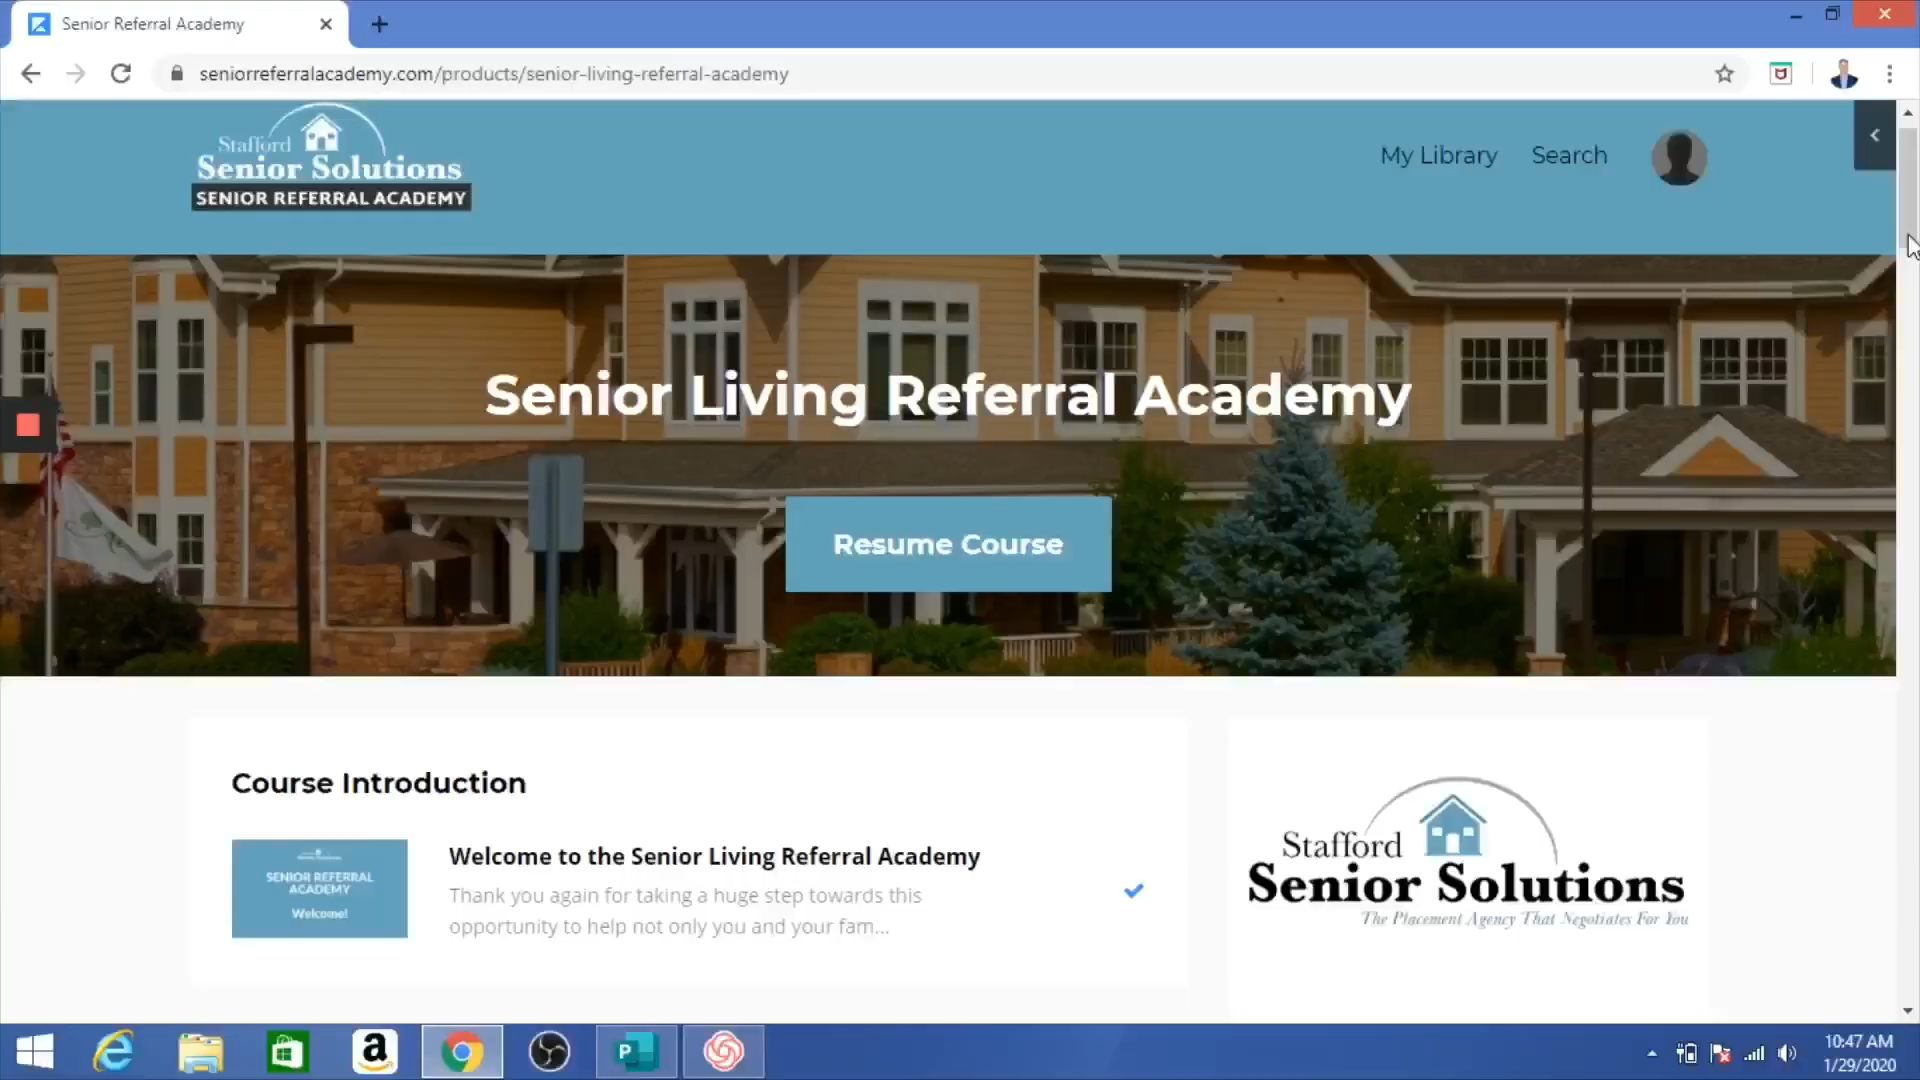 Senior Referral Academy
seniorreferralacademy.com/products/senior-living-referral-academy
Stafford
Senior Solutions
SENIOR REFERRAL ACADEMY
My Library
Search
Senior Living Referral Academy
Resume Course
Course Introduction
SENIOR REFERRAL
ACADEMY
Welcome!
Welcome to the Senior Living Referral Academy
Thank you again for taking a huge step towards this
opportunity to help not only you and your fam...
Stafford
Senior Solutions
The Placement Agency That Negotiates For You
10:47 AM
1/29/2020